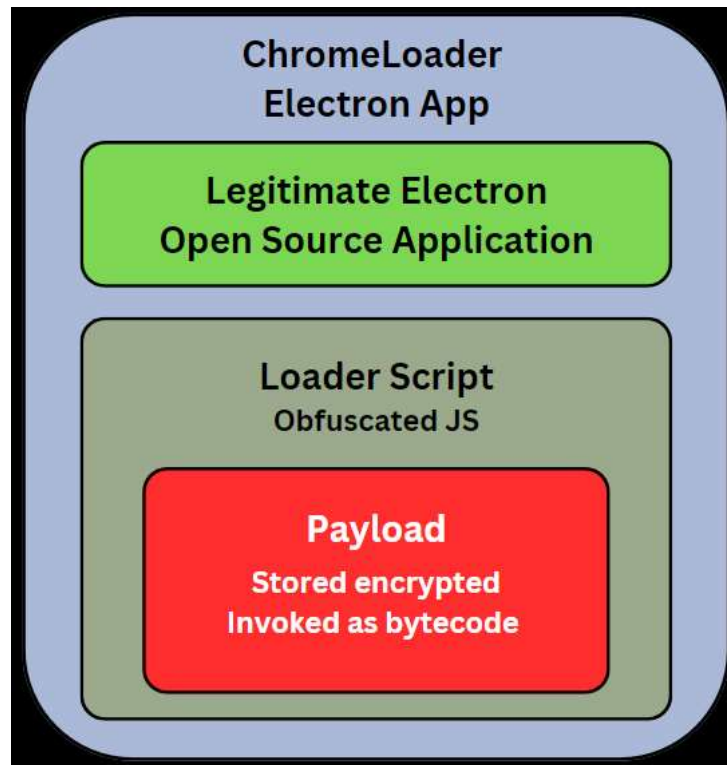 ChromeLoader
Electron App
Legitimate Electron
Open Source Application
Loader Script
Obfuscated JS
Payload
Stored encrypted
Invoked as bytecode